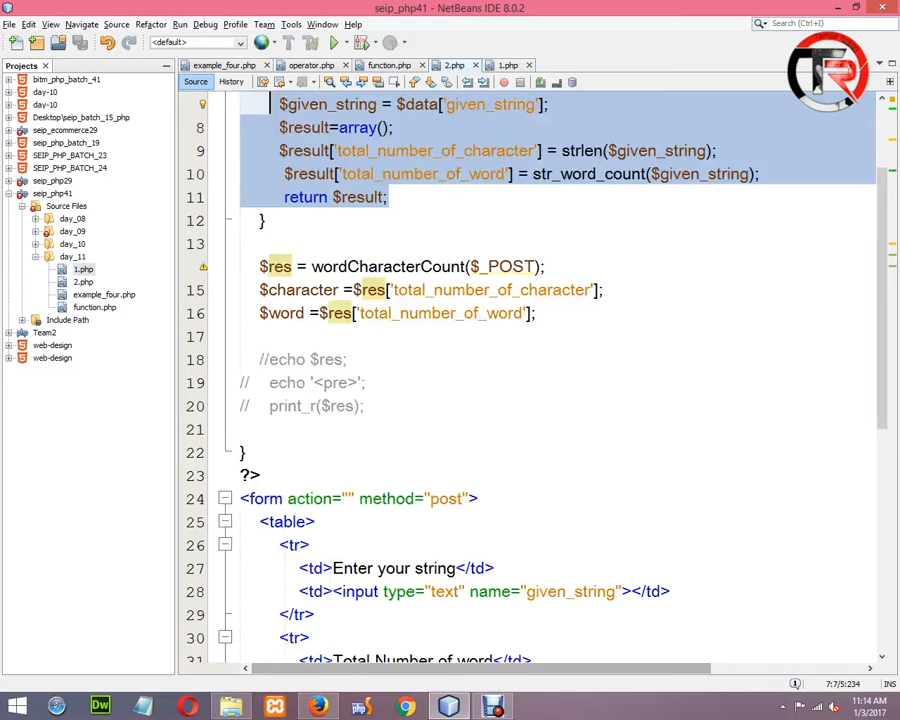 seip_php41 - NetBeans IDE 8.0.2
File Edit View Navigate Source Refactor Run Debug Profile Team Tools Window Help
<default>
Search (Ctrl+I)
Projects
example_four.php operator.php function.php 2.php 1.php
Source History
bitm_php_batch_41
day-10
day-10
Desktop\seip_batch_15_php
seip_ecommerce29
seip_php_batch_19
SEIP_PHP_BATCH_23
SEIP_PHP_BATCH_24
seip_php29
seip_php41
Source Files
day_08
day_09
day_10
day_11
1.php
2.php
example_four.php
function.php
Include Path
Team2
web-design
web-design
$given_string = $data['given_string'];
8 $result=array();
9 $result['total_number_of_character'] = strlen($given_string);
10 $result['total_number_of_word'] = str_word_count($given_string);
11 return $result;
12 }
13
$res = wordCharacterCount($_POST);
15 $character =$res['total_number_of_character'];
16 $word =$res['total_number_of_word'];
17
18 //echo $res;
19 // echo '<pre>';
20 // print_r($res);
21
22 }
23 ?>
24 <form action="" method="post">
25 <table>
26 <tr>
27 <td>Enter your string</td>
28 <td><input type="text" name="given_string"></td>
29 </tr>
30 <tr>
31 <td>Total Number of word</td>
7:7/5:234 INS
11:14 AM
1/3/2017